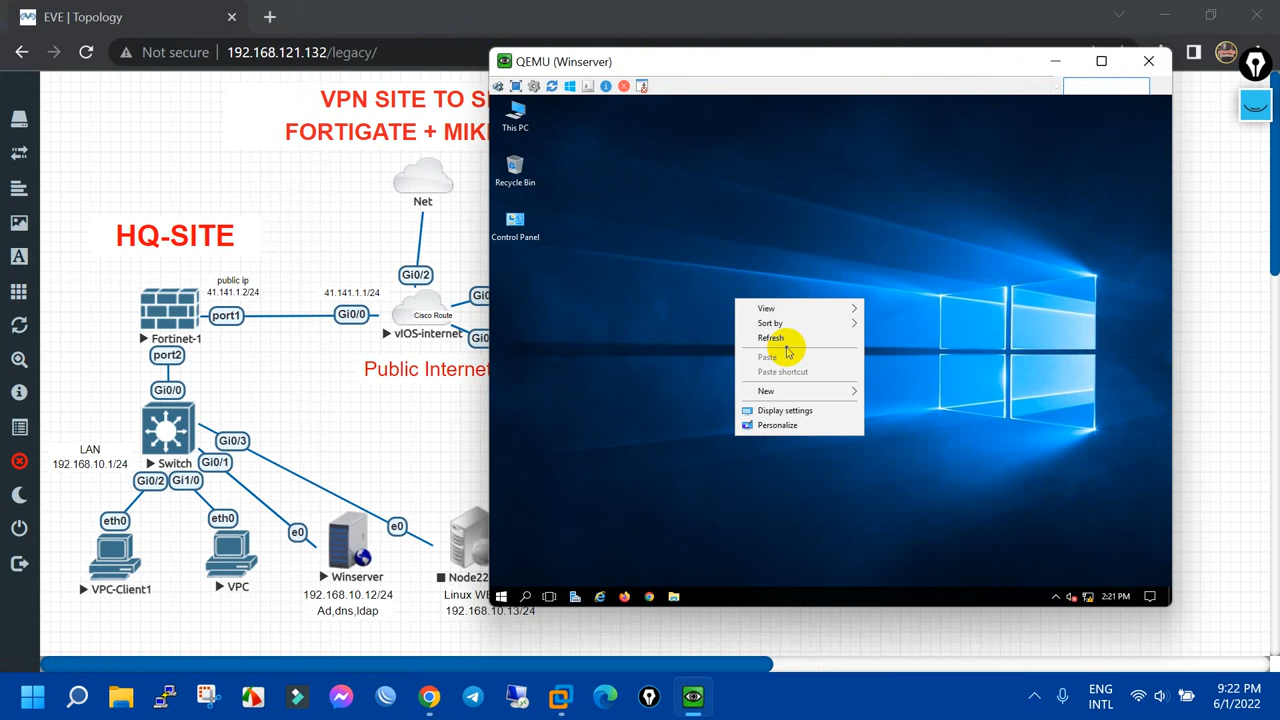 EVE | Topology
Not secure
192.168.121.132/legacy/
QEMU (Winserver)
VPN SITE TO S
FORTIGATE + MIK
Net
HQ-SITE
Gi0/2
public ip
41.141.1.2/24
41.141.1.1/24
port1
Gi0/0
Cisco Route
Gi0
Fortinet-1
vIOS-internet
Gi0
port2
Public Internet
Gi0/0
LAN
192.168.10.1/24
Gi0/3
Switch
Gi0/1
Gi0/2
Gi1/0
eth0
eth0
e0
e0
VPC-Client1
VPC
Winserver
Node22
192.168.10.12/24
Linux WE
Ad,dns,ldap
192.168.10.13/24
This PC
Recycle Bin
Control Panel
View
Sort by
Refresh
Paste
Paste shortcut
New
Display settings
Personalize
2:21 PM
ENG
INTL
9:22 PM
6/1/2022